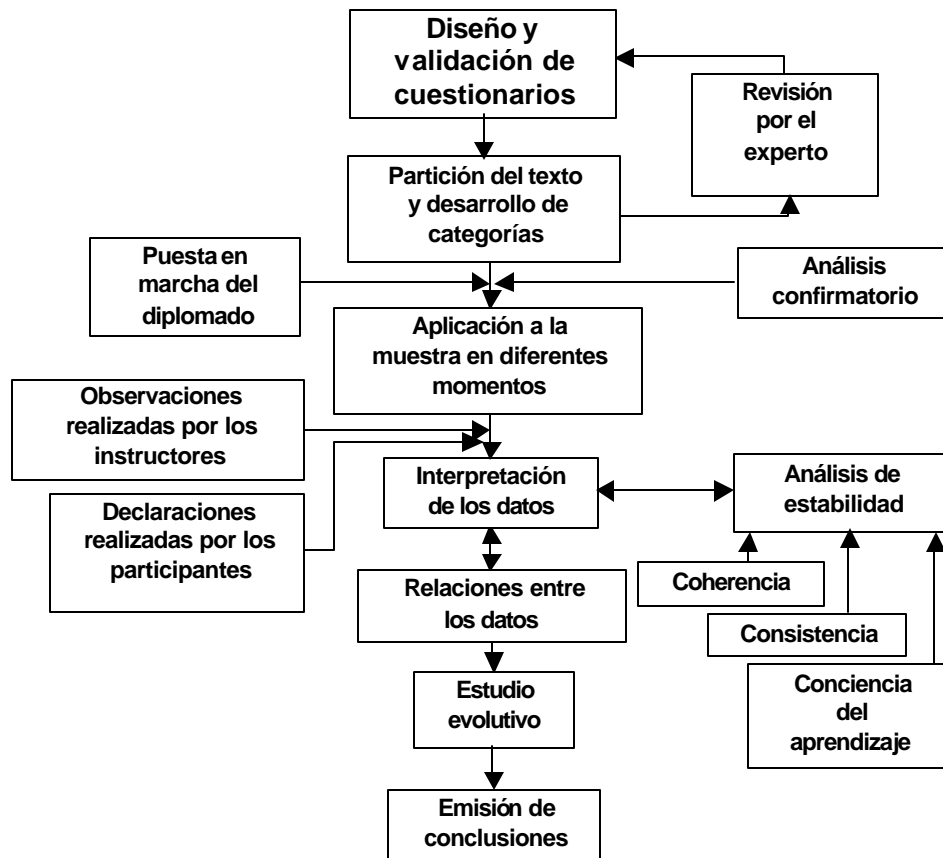 Diseño y
validación de
cuestionarios
Revisión
por el
experto
Partición del texto
y desarrollo de
categorías
Puesta en
marcha del
diplomado
Análisis
confirmatorio
Aplicación a la
muestra en diferentes
momentos
Observaciones
realizadas por los
instructores
Interpretación
de los datos
Análisis de
estabilidad
Declaraciones
realizadas por los
participantes
Coherencia
Relaciones entre
los datos
Consistencia
Estudio
evolutivo
Conciencia
del
aprendizaje
Emisión de
conclusiones